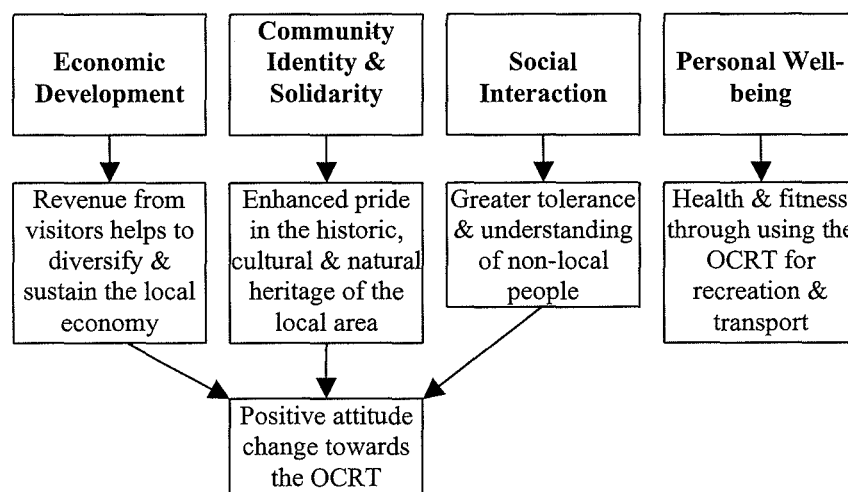 Economic
Development
Community
Identity &
Solidarity
Social
Interaction
Personal Well-
being
Revenue from
visitors helps to
diversify &
sustain the local
economy
Enhanced pride
in the historic,
cultural & natural
heritage of the
local area
Greater tolerance
& understanding
of non-local
people
Health & fitness
through using the
OCRT for
recreation &
transport
Positive attitude
change towards
the OCRT